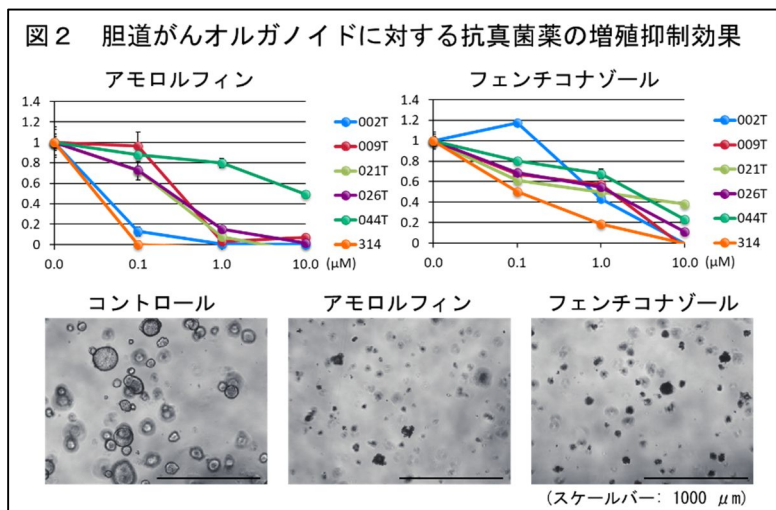 図２　胆道がんオルガノイドに対する抗真菌薬の増殖抑制効果
アモロルフィン
1.4
1.2
1
0.8
0.6
0.4
0.2
0
0.0 0.1 1.0 10.0 (μM)
002T
009T
021T
026T
044T
314
フェンチコナゾール
1.4
1.2
1
0.8
0.6
0.4
0.2
0
0.0 0.1 1.0 10.0 (μM)
002T
009T
021T
026T
044T
314
コントロール
アモロルフィン
フェンチコナゾール
(スケールバー: 1000 μm)